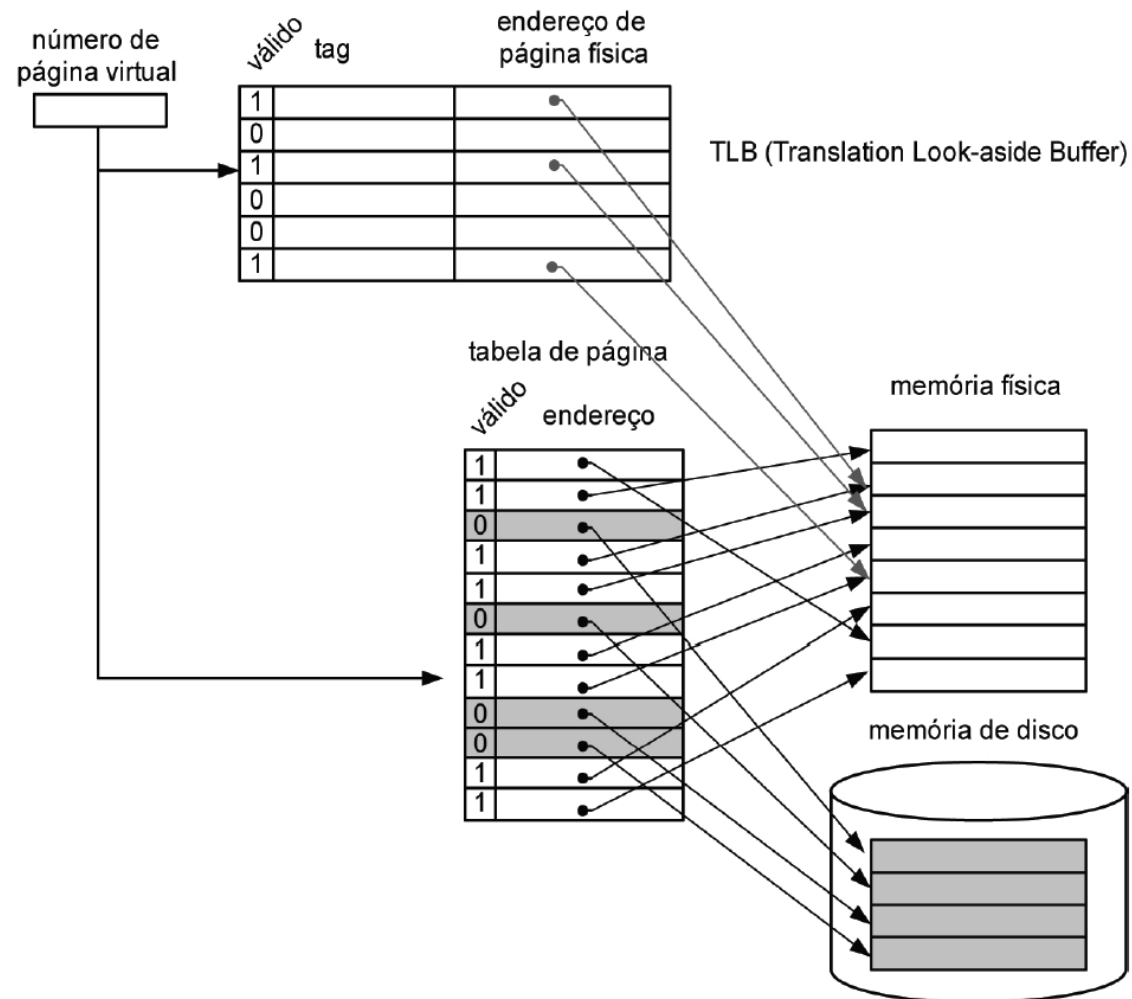 número de
página virtual
válido
tag
endereço de
página física
1
0
1
0
0
1
TLB (Translation Look-aside Buffer)
tabela de página
válido
endereço
1
1
0
1
1
0
1
1
0
0
1
1
memória física
memória de disco